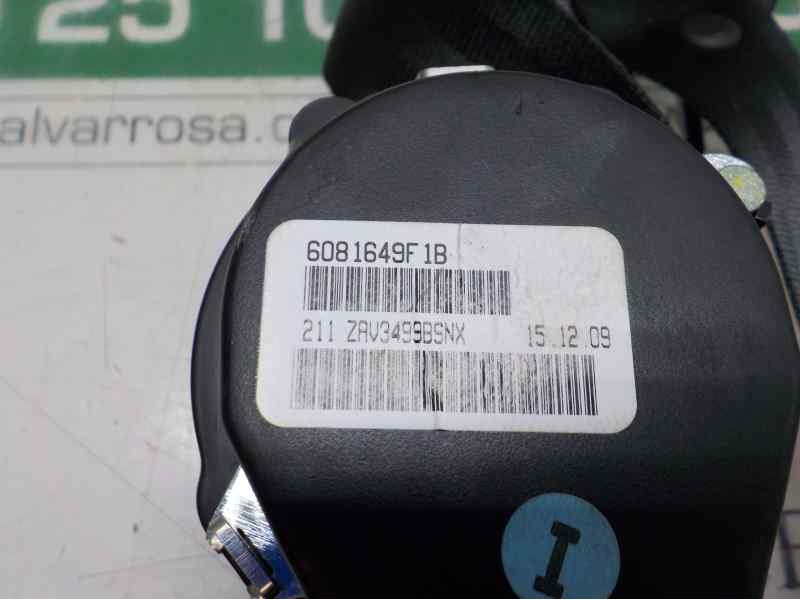 25 10
alvarrosa.c
6081649F1B
211 ZAV3499BSNX 15.12.09
I